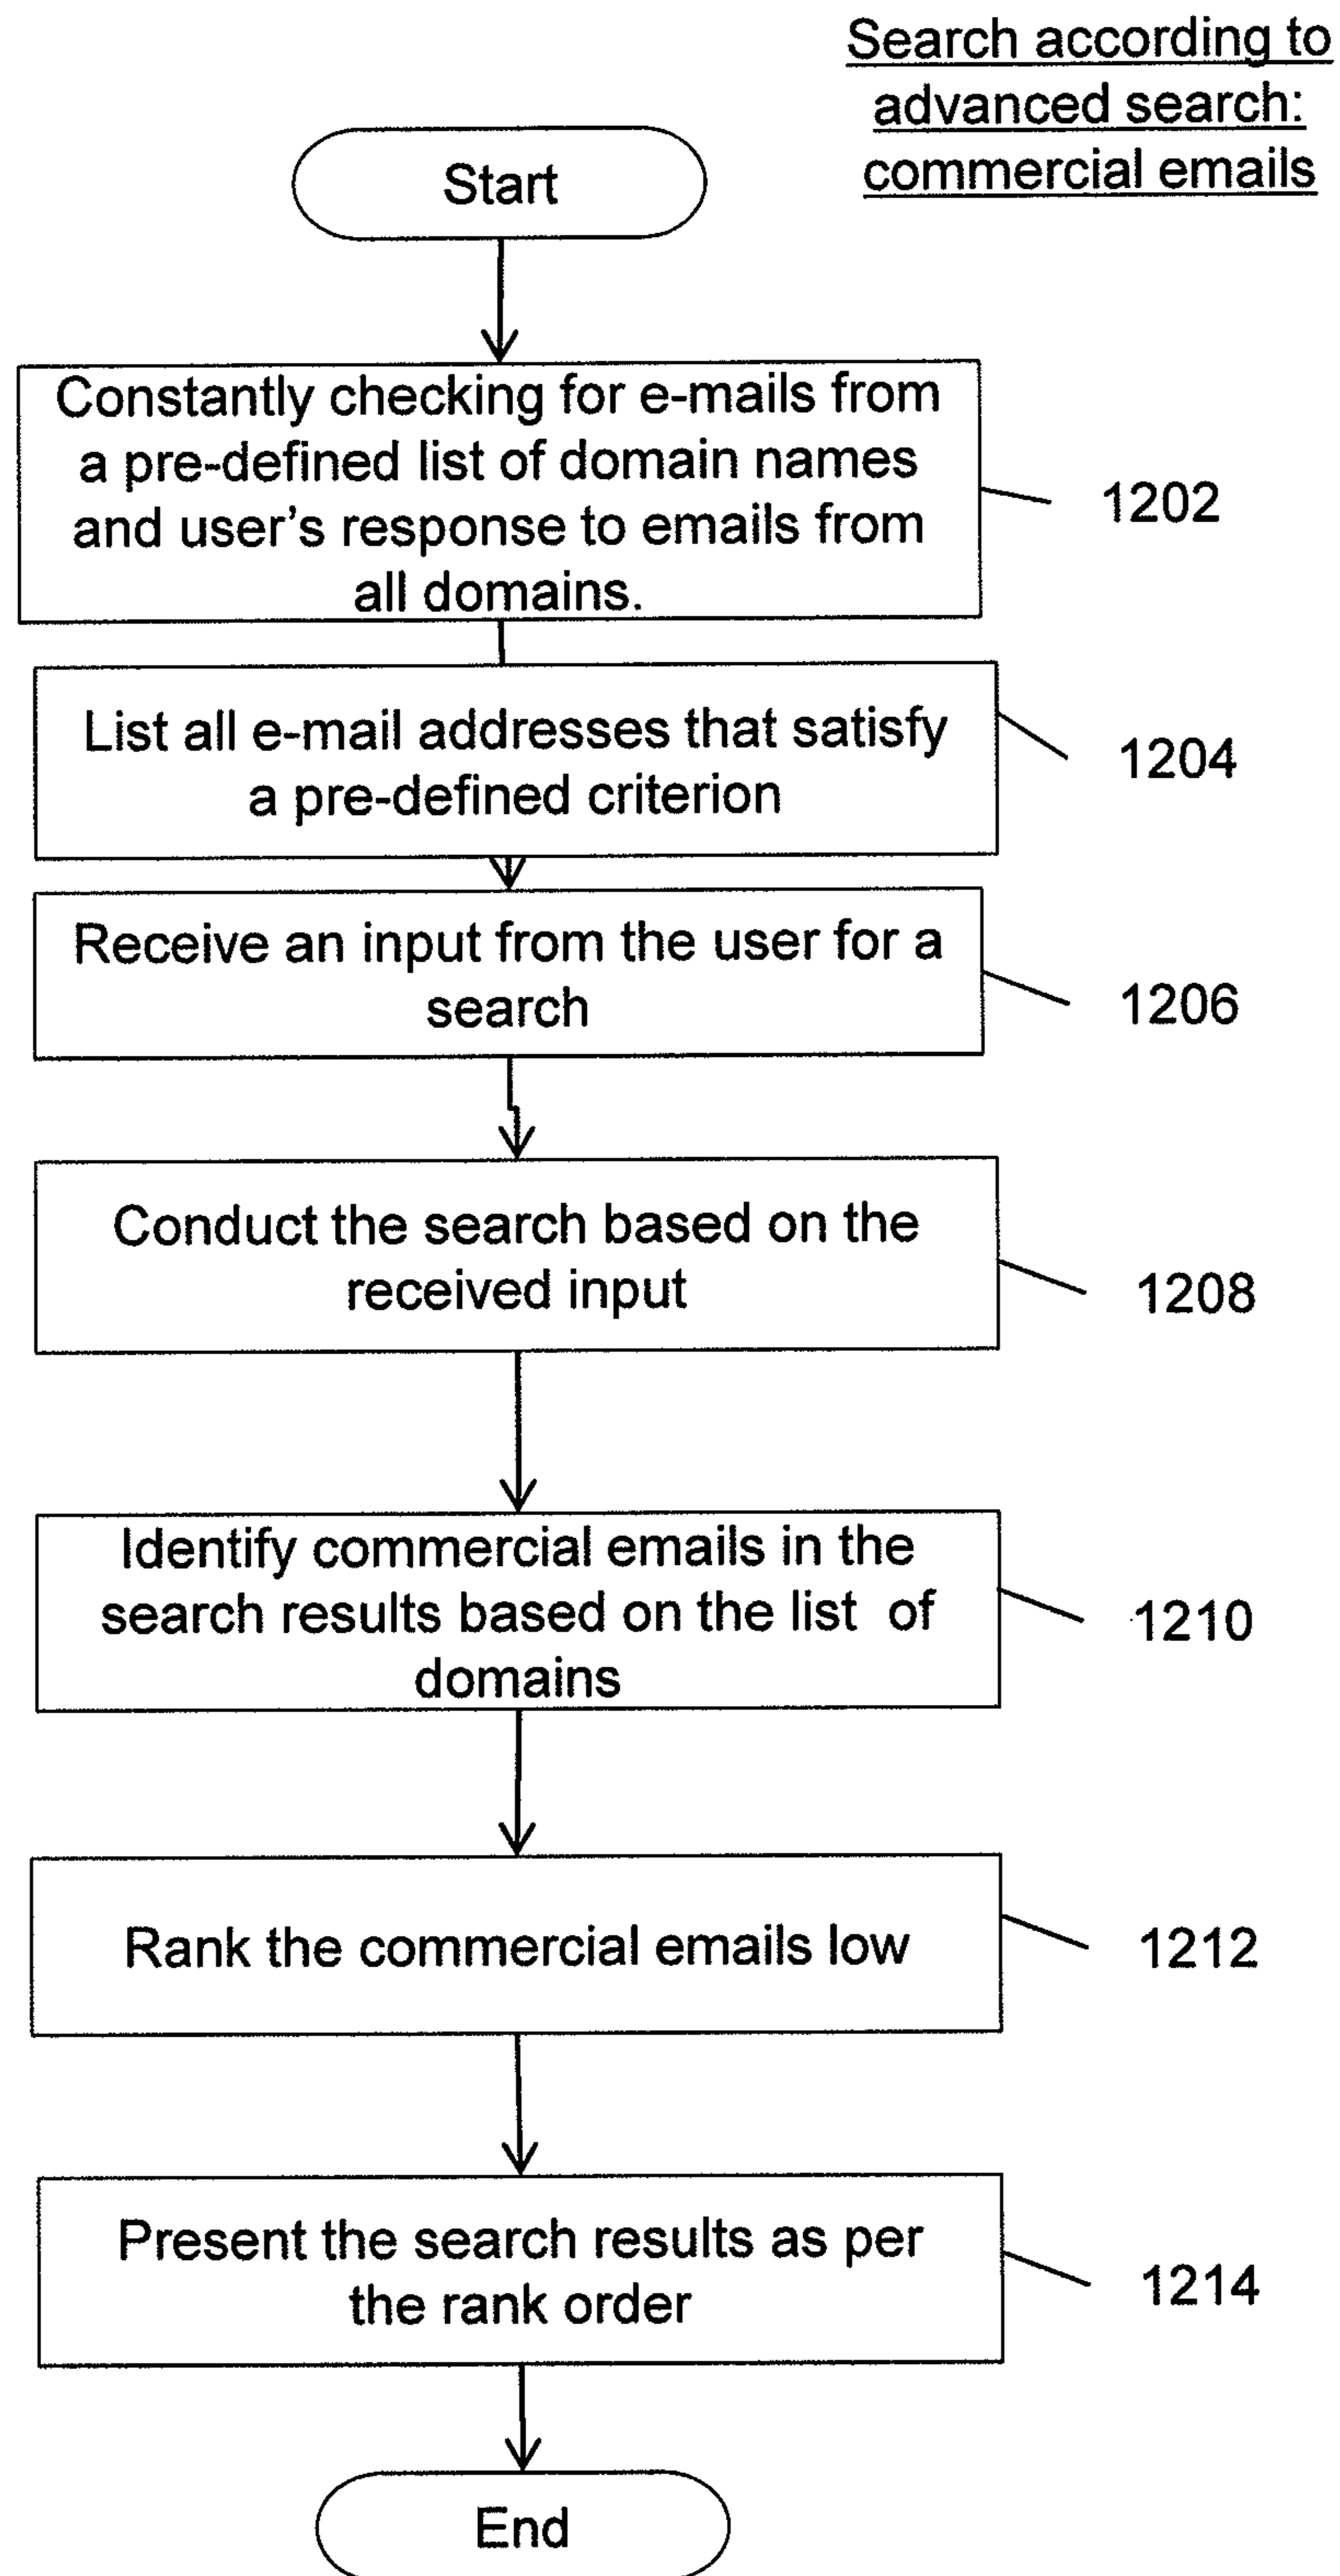 Search according to
advanced search:
commercial emails
Start
Constantly checking for e-mails from
a pre-defined list of domain names
and user's response to emails from
all domains.
1202
List all e-mail addresses that satisfy
a pre-defined criterion
1204
Receive an input from the user for a
search
1206
Conduct the search based on the
received input
1208
Identify commercial emails in the
search results based on the list of
domains
1210
Rank the commercial emails low
1212
Present the search results as per
the rank order
1214
End